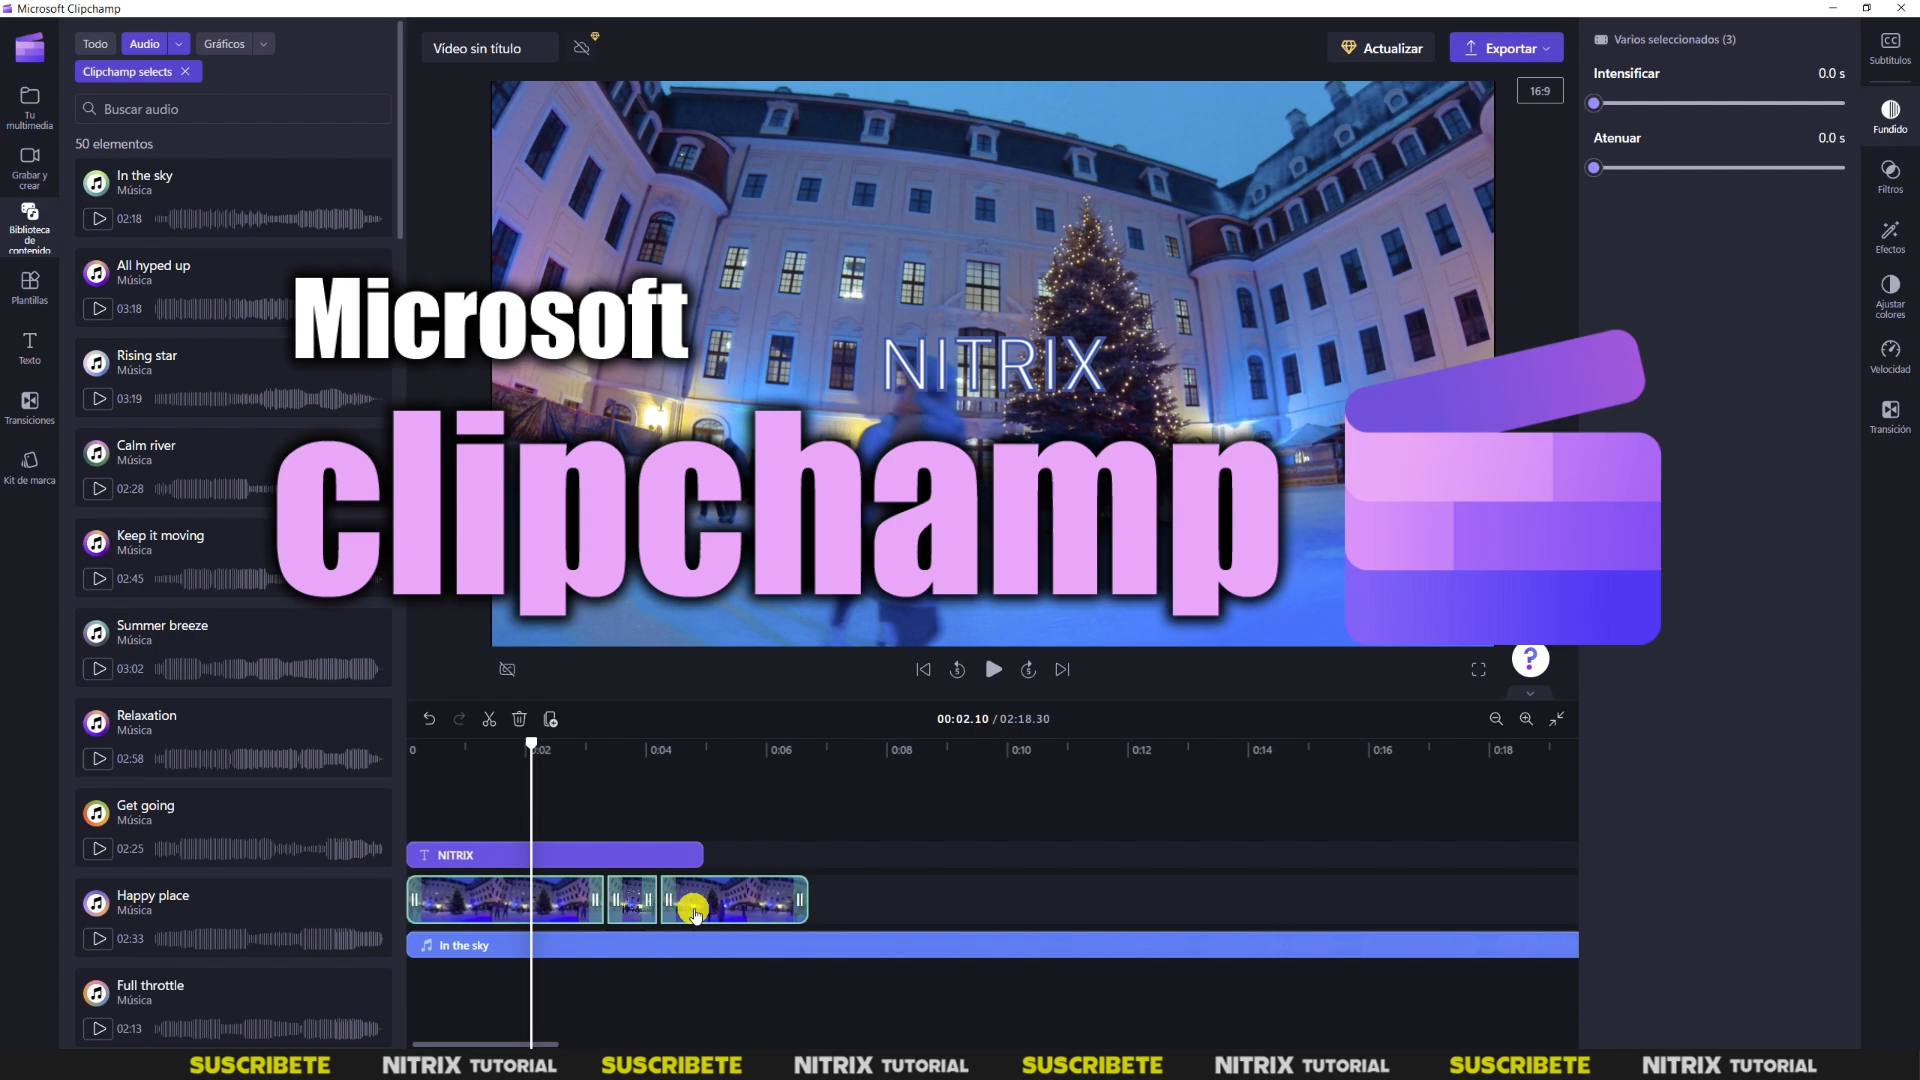 Microsoft Clipchamp
Todo
Audio
Gráficos
Clipchamp selects
Buscar audio
50 elementos
In the sky
Música
02:18
All hyped up
Música
03:18
Rising star
Música
03:19
Calm river
Música
02:28
Keep it moving
Música
02:45
Summer breeze
Música
03:02
Relaxation
Música
02:58
Get going
Música
02:25
Happy place
Música
02:33
Full throttle
Música
02:13
Tu
multimedia
Grabar y
crear
Biblioteca
de
contenido
Plantillas
Texto
Transiciones
Kit de marca
Vídeo sin título
Actualizar
Exportar
16:9
NITRIX
Microsoft
clipchamp
?
5
5
00:02.10 / 02:18.30
0
0:02
0:04
0:06
0:08
0:10
0:12
0:14
0:16
0:18
T NITRIX
In the sky
Varios seleccionados (3)
Intensificar 0.0 s
Atenuar 0.0 s
CC
Subtítulos
Fundido
Filtros
Efectos
Ajustar
colores
Velocidad
Transición
SUSCRIBETE NITRIX TUTORIAL SUSCRIBETE NITRIX TUTORIAL SUSCRIBETE NITRIX TUTORIAL SUSCRIBETE NITRIX TUTORIAL